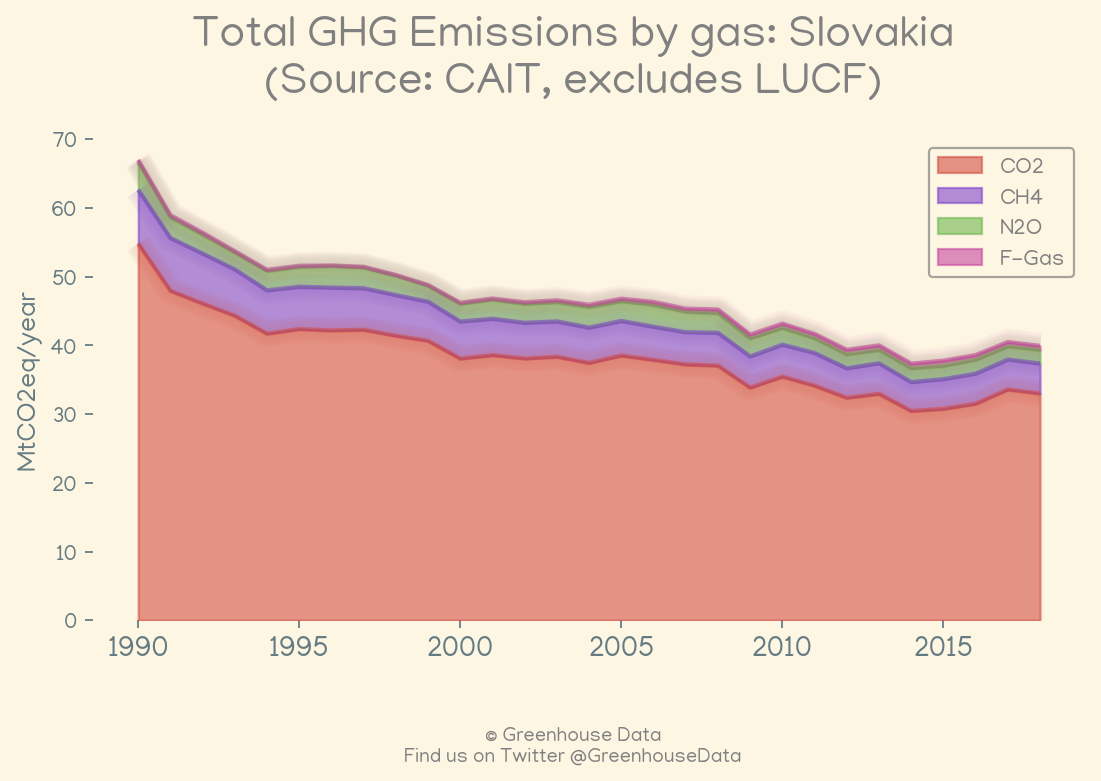 Total GHG Emissions by gas: Slovakia
(Source: CAIT, excludes LUCF)
MtCO2eq/year
70
60
50
40
30
20
10
0
1990
1995
2000
2005
2010
2015
CO2
CH4
N2O
F-Gas
© Greenhouse Data
Find us on Twitter @GreenhouseData